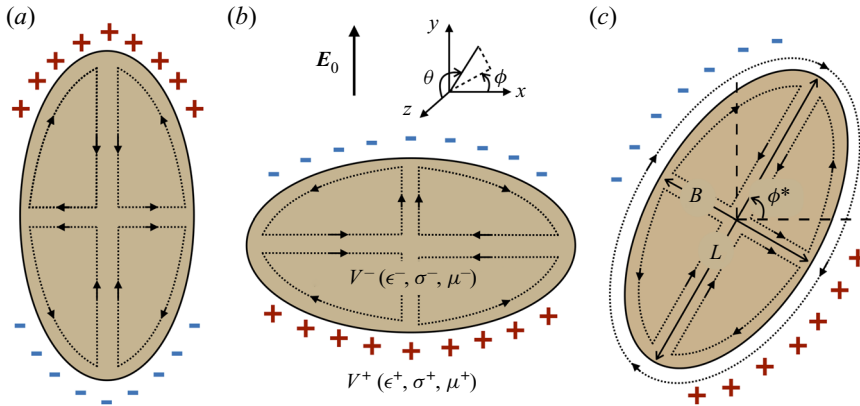 (a)
(b)
(c)
E₀
y
θ
ϕ
x
z
B
ϕ*
L
V⁻ (ϵ⁻, σ⁻, μ⁻)
V⁺ (ϵ⁺, σ⁺, μ⁺)